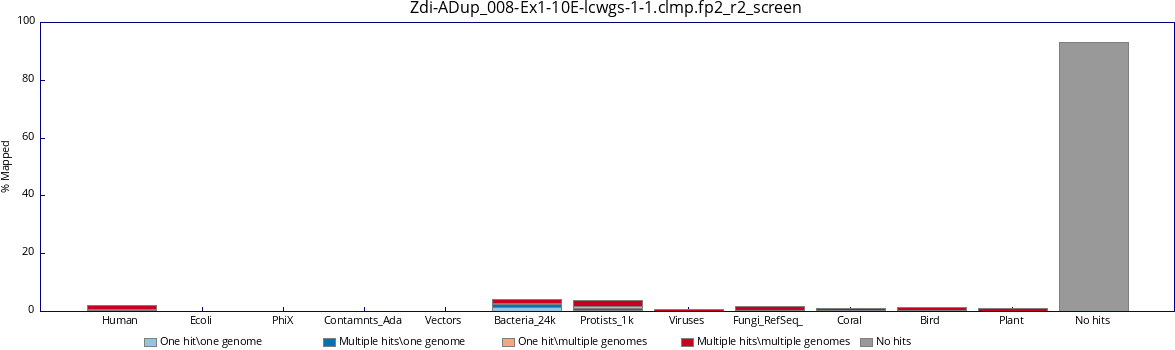 Zdi-ADup_008-Ex1-10E-lcwgs-1-1.clmp.fp2_r2_screen
100
80
60
40
20
0
% Mapped
Human Ecoli PhiX Contamnts_Ada Vectors Bacteria_24k Protists_1k Viruses Fungi_RefSeq_ Coral Bird Plant No hits
One hit\one genome Multiple hits\one genome One hit\multiple genomes Multiple hits\multiple genomes No hits